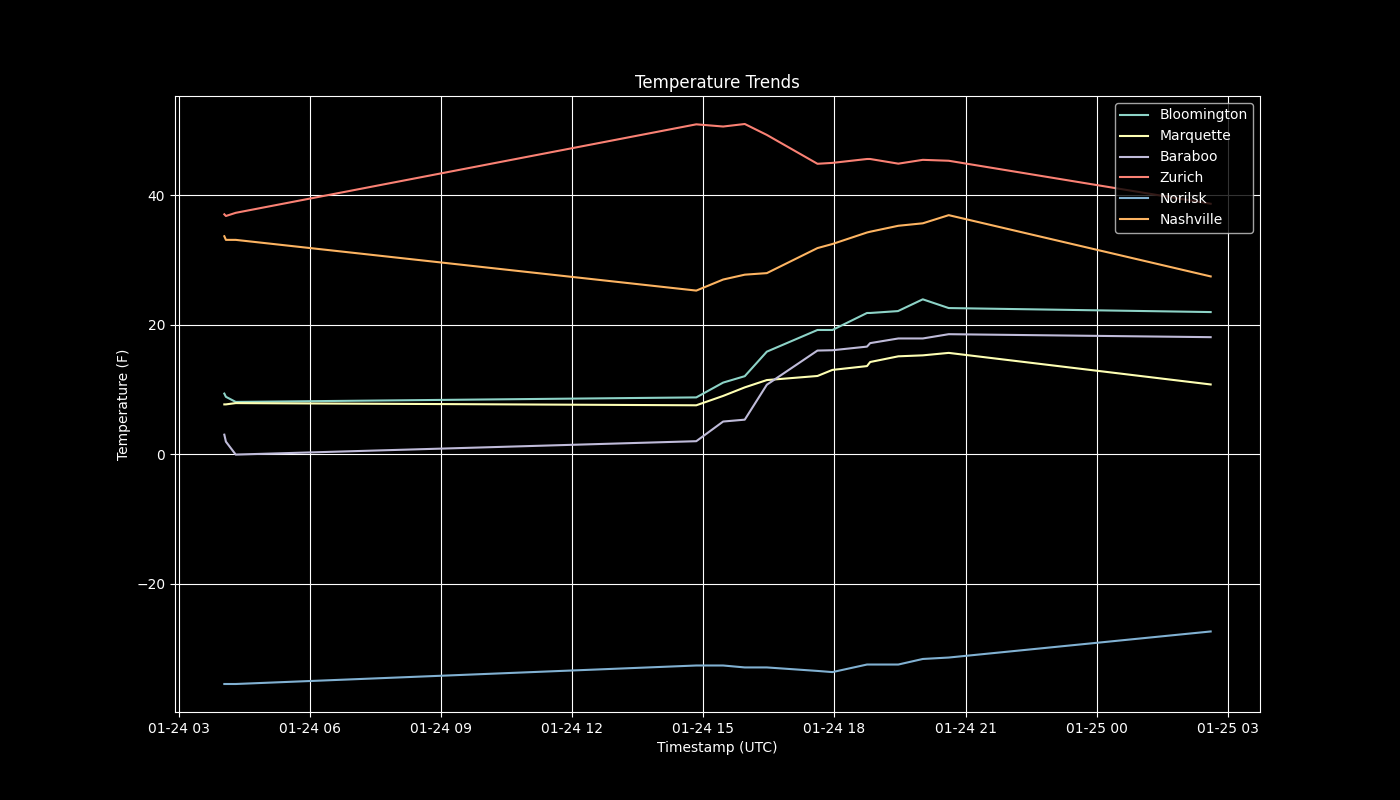 Temperature Trends
Bloomington
Marquette
Baraboo
Zurich
Norilsk
Nashville
Temperature (F)
40
20
0
−20
01-24 03
01-24 06
01-24 09
01-24 12
01-24 15
01-24 18
01-24 21
01-25 00
01-25 03
Timestamp (UTC)